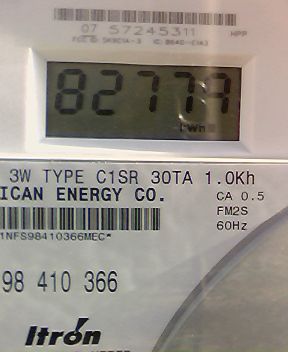 07 57245311 HPP
82779
kWh
3W TYPE C1SR 30TA 1.0Kh
ICAN ENERGY CO. CA 0.5
FM2S
60Hz
1NFS98410366MEC*
98 410 366
Itron